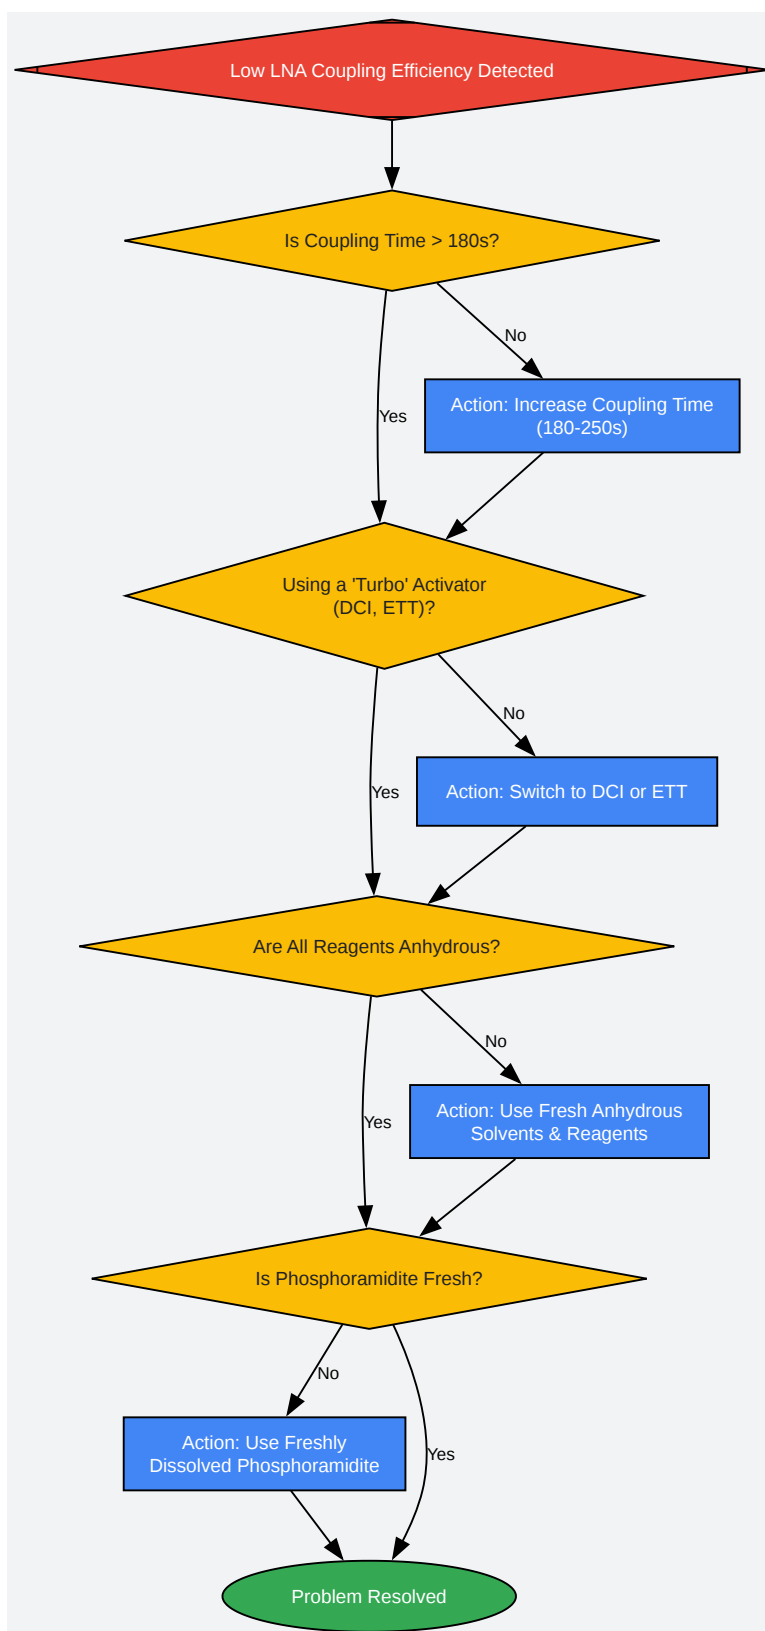 Low LNA Coupling Efficiency Detected
Is Coupling Time > 180s?
No
Action: Increase Coupling Time
(180-250s)
Yes
Using a 'Turbo' Activator
(DCI, ETT)?
No
Yes
Action: Switch to DCI or ETT
Are All Reagents Anhydrous?
No
Action: Use Fresh Anhydrous
Solvents & Reagents
Yes
Is Phosphoramidite Fresh?
No
Action: Use Freshly
Dissolved Phosphoramidite
Yes
Problem Resolved